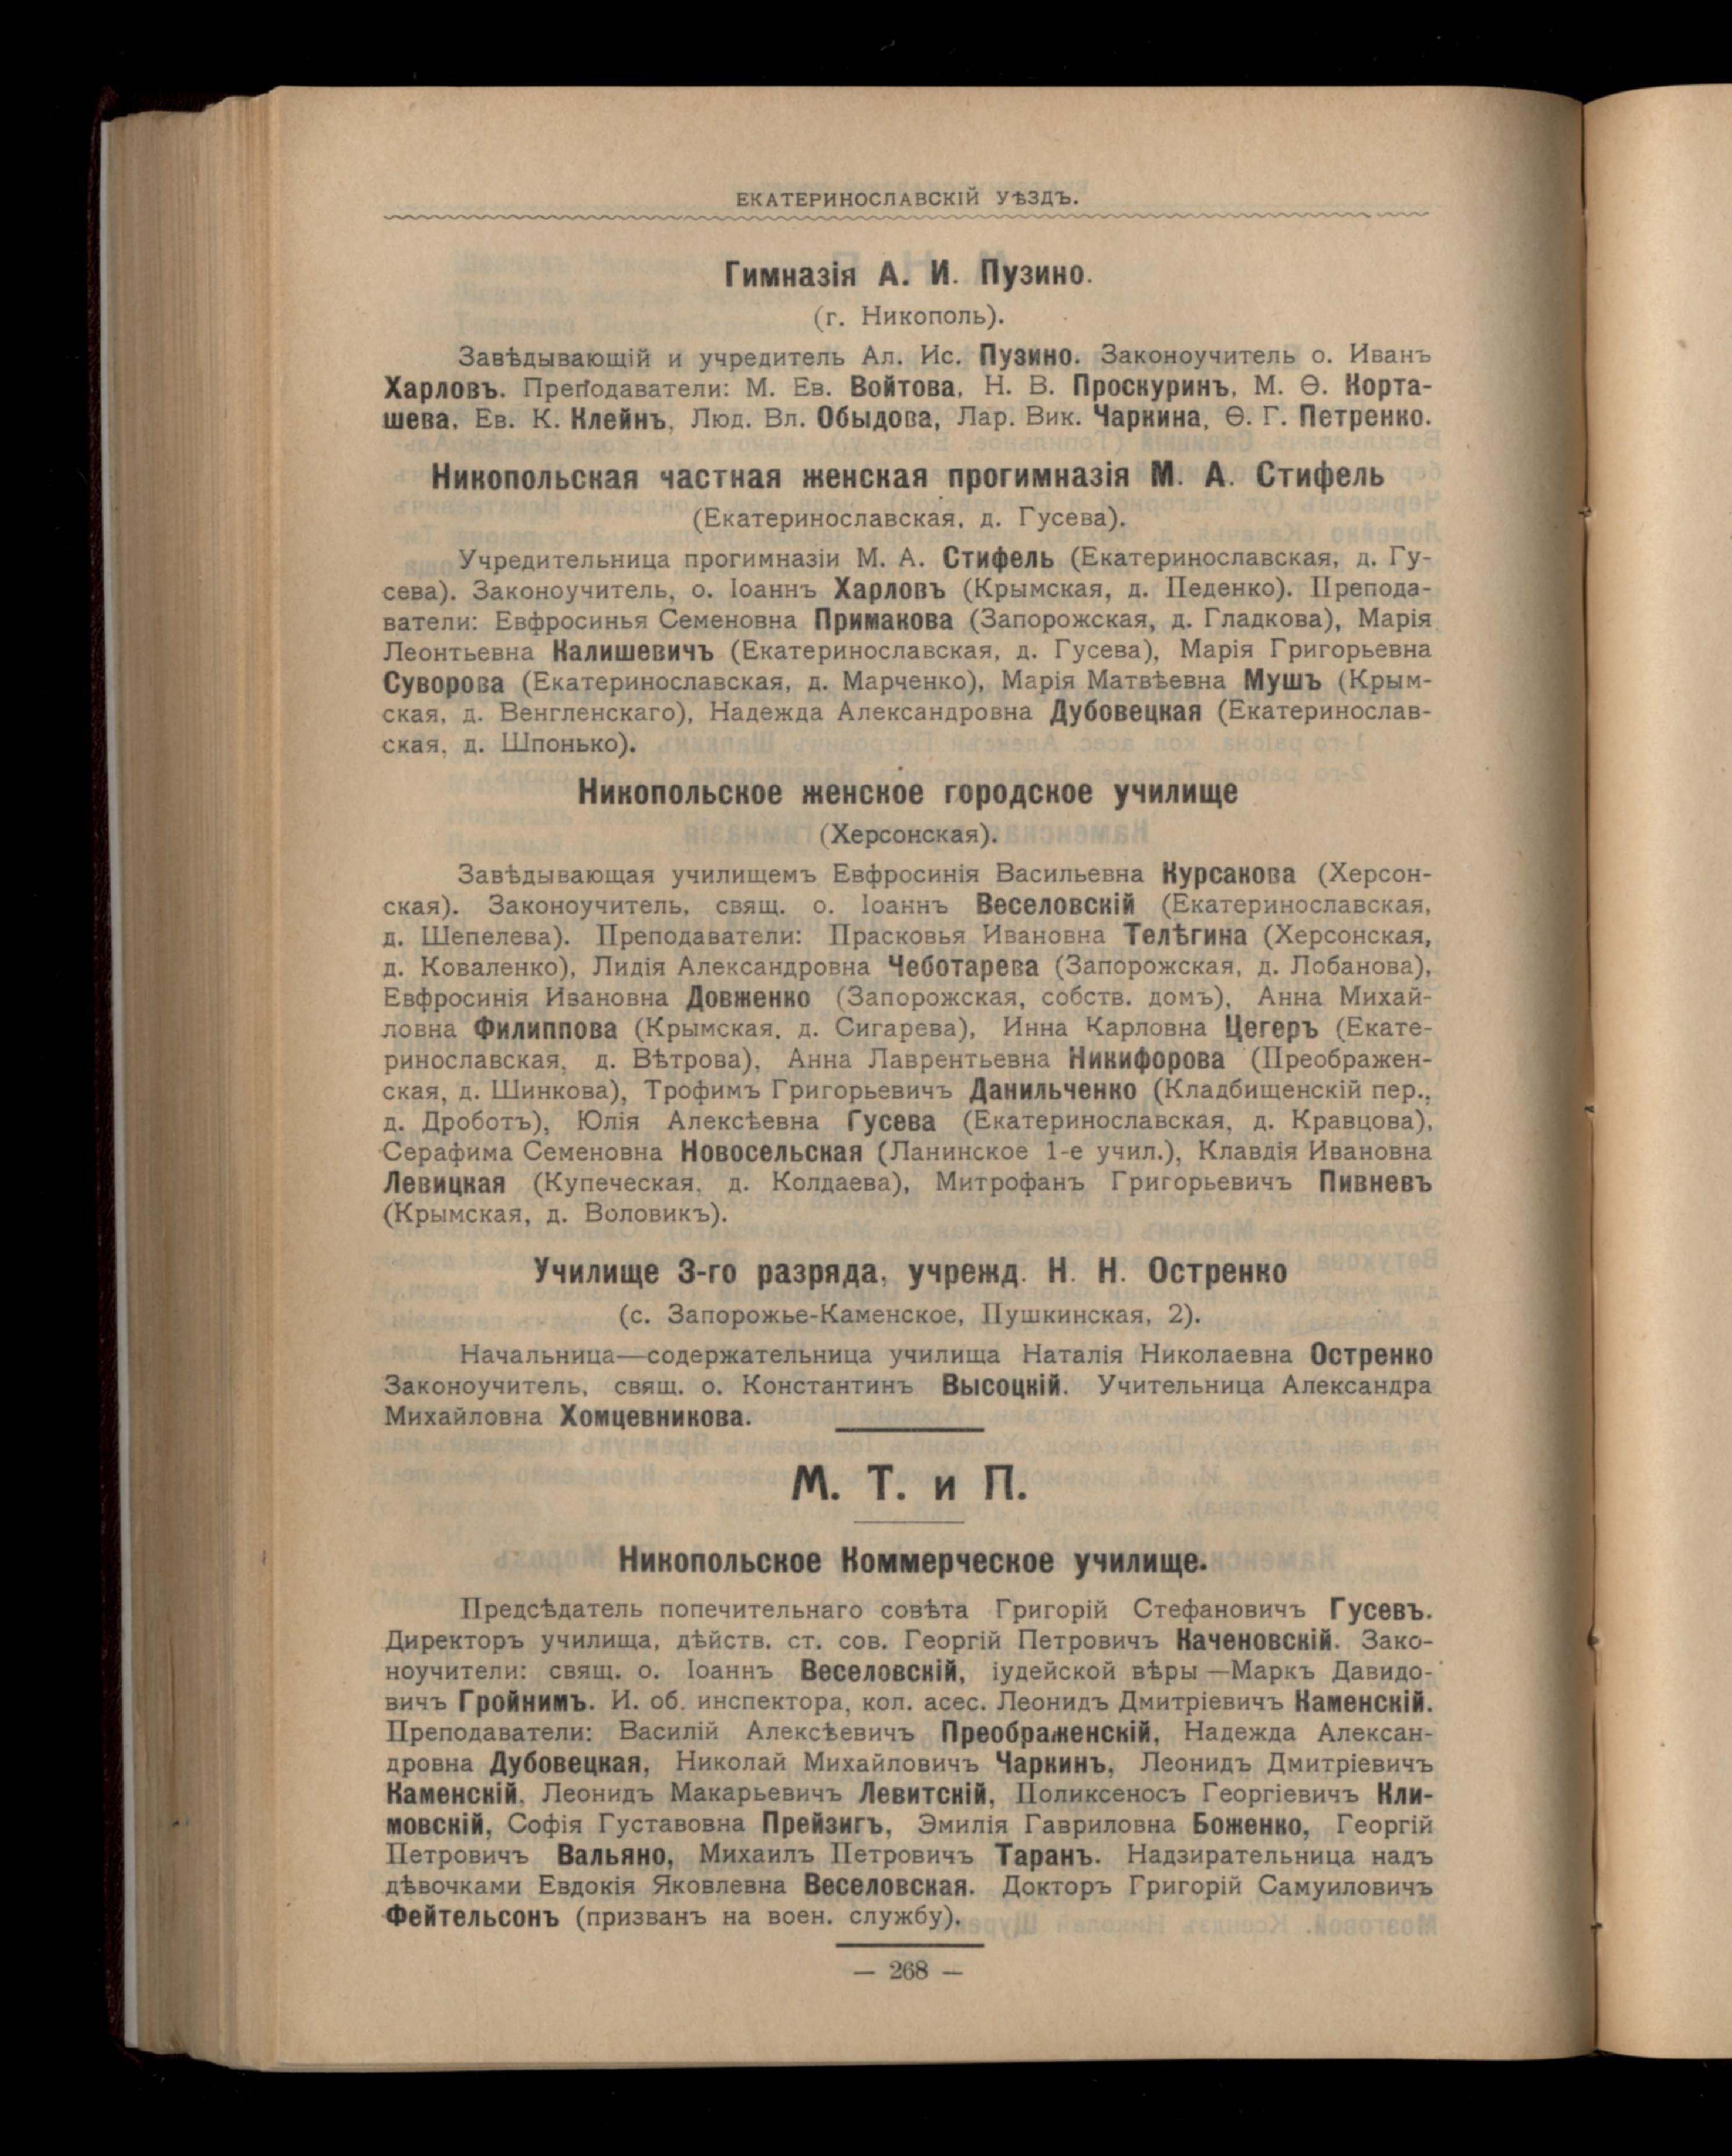 ЕКАТЕРИНОСЛАВСКІЙ УѢЗДЪ.
Гимназія А. И. Пузино.
(г. Никополь).
Завѣдывающій и учредитель Ал. Ис. Пузино. Законоучитель о. Иванъ
Харловъ. Преподаватели: М. Ев. Войтова, Н. В. Проскуринъ, М. Ѳ. Корта-
шева, Ев. К. Клейнъ, Люд. Вл. Обыдова, Лар. Вик. Чаркина, Ѳ. Г. Петренко.
Никопольская частная женская прогимназія М. А. Стифель
(Екатеринославская, д. Гусева).
Учредительница прогимназіи М. А. Стифель (Екатеринославская, д. Гу-
сева). Законоучитель, о. Іоаннъ Харловъ (Крымская, д. Педенко). Препода-
ватели: Евфросинья Семеновна Примакова (Запорожская, д. Гладкова), Марія
Леонтьевна Калишевичъ (Екатеринославская, д. Гусева), Марія Григорьевна
Суворова (Екатеринославская, д. Марченко), Марія Матвѣевна Мушъ (Крым-
ская, д. Венгленскаго), Надежда Александровна Дубовецкая (Екатеринослав-
ская, д. Шпонько).
Никопольское женское городское училище
(Херсонская).
Завѣдывающая училищемъ Евфросинія Васильевна Курсакова (Херсон-
ская). Законоучитель, свящ. о. Іоаннъ Веселовскій (Екатеринославская,
д. Шепелева). Преподаватели: Прасковья Ивановна Телѣгина (Херсонская,
д. Коваленко), Лидія Александровна Чеботарева (Запорожская, д. Лобанова),
Евфросинія Ивановна Довженко (Запорожская, собств. домъ), Анна Михай-
ловна Филиппова (Крымская, д. Сигарева), Инна Карловна Цегеръ (Екате-
ринославская, д. Вѣтрова), Анна Лаврентьевна Никифорова (Преображен-
ская, д. Шинкова), Трофимъ Григорьевичъ Данильченко (Кладбищенскій пер.,
д. Дроботъ), Юлія Алексѣевна Гусева (Екатеринославская, д. Кравцова),
Серафима Семеновна Новосельская (Ланинское 1-е учил.), Клавдія Ивановна
Левицкая (Купеческая, д. Колдаева), Митрофанъ Григорьевичъ Пивневъ
(Крымская, д. Воловикъ).
Училище 3-го разряда, учрежд. Н. Н. Остренко
(с. Запорожье-Каменское, Пушкинская, 2).
Начальница—содержательница училища Наталія Николаевна Остренко
Законоучитель, свящ. о. Константинъ Высоцкій. Учительница Александра
Михайловна Хомцевникова.
М. Т. и П.
Никопольское Коммерческое училище.
Предсѣдатель попечительнаго совѣта Григорій Стефановичъ Гусевъ.
Директоръ училища, дѣйств. ст. сов. Георгій Петровичъ Каченовскій. Зако-
ноучители: свящ. о. Іоаннъ Веселовскій, іудейской вѣры—Маркъ Давидо-
вичъ Гройнимъ. И. об. инспектора, кол. асес. Леонидъ Дмитріевичъ Каменскій.
Преподаватели: Василій Алексѣевичъ Преображенскій, Надежда Алексан-
дровна Дубовецкая, Николай Михайловичъ Чаркинъ, Леонидъ Дмитріевичъ
Каменскій, Леонидъ Макарьевичъ Левитскій, Поликсеносъ Георгіевичъ Кли-
мовскій, Софія Густавовна Прейзигъ, Эмилія Гавриловна Боженко, Георгій
Петровичъ Вальяно, Михаилъ Петровичъ Таранъ. Надзирательница надъ
дѣвочками Евдокія Яковлевна Веселовская. Докторъ Григорій Самуиловичъ
Фейтельсонъ (призванъ на воен. службу).
— 268 —